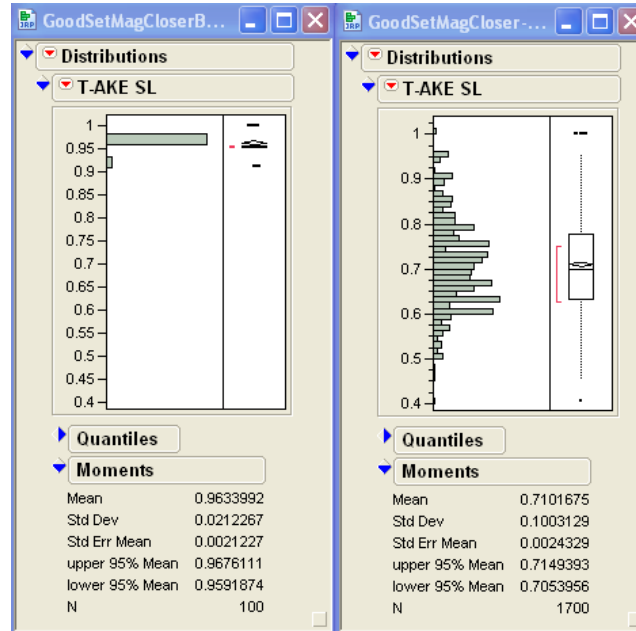 GoodSetMagCloserB...
Distributions
T-AKE SL
1
0.95
0.9
0.85
0.8
0.75
0.7
0.65
0.6
0.55
0.5
0.45
0.4
Quantiles
Moments
Mean 0.9633992
Std Dev 0.0212267
Std Err Mean 0.0021227
upper 95% Mean 0.9676111
lower 95% Mean 0.9591874
N 100
GoodSetMagCloser-...
Distributions
T-AKE SL
1
0.9
0.8
0.7
0.6
0.5
0.4
Quantiles
Moments
Mean 0.7101675
Std Dev 0.1003129
Std Err Mean 0.0024329
upper 95% Mean 0.7149393
lower 95% Mean 0.7053956
N 1700